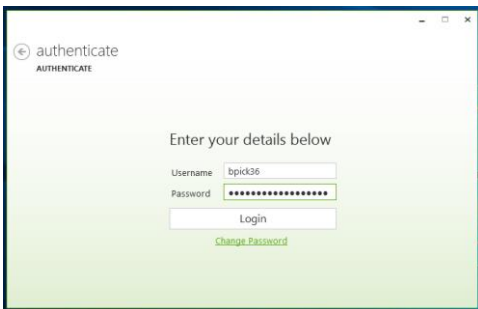 authenticate
AUTHENTICATE
Enter your details below
Username bpick36
Password ••••••••••••••••••
Login
Change Password